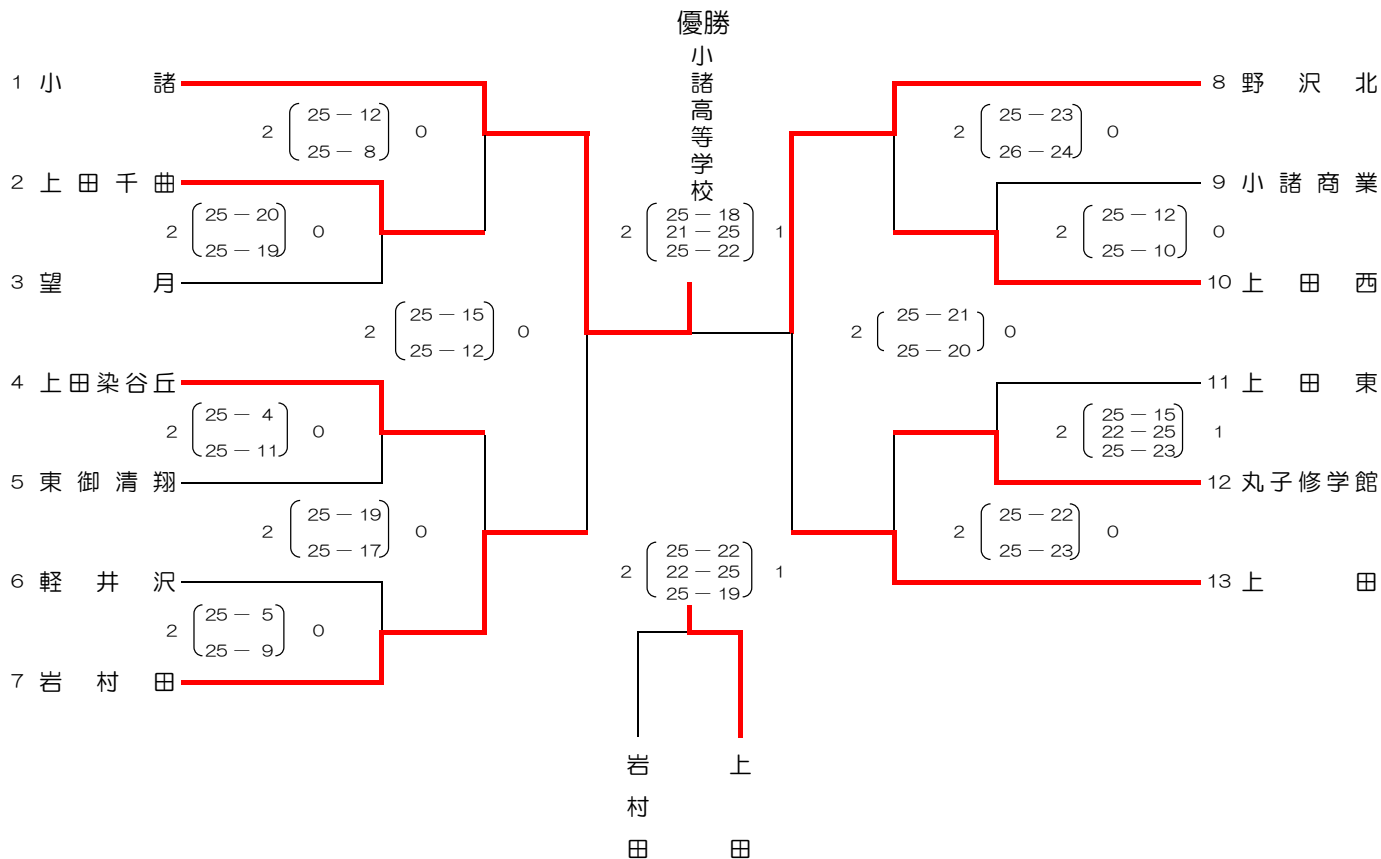 優勝
小諸高等学校
1 小諸
2 (25－12 25－8) 0
2 上田千曲
2 (25－20 25－19) 0
3 望月
2 (25－15 25－12) 0
4 上田染谷丘
2 (25－4 25－11) 0
5 東御清翔
2 (25－19 25－17) 0
6 軽井沢
2 (25－5 25－9) 0
7 岩村田
2 (25－18 21－25 25－22) 1
2 (25－22 22－25 25－19) 1
岩村田
上田
8 野沢北
2 (25－23 26－24) 0
9 小諸商業
2 (25－12 25－10) 0
10 上田西
2 (25－21 25－20) 0
11 上田東
2 (25－15 22－25 25－23) 1
12 丸子修学館
2 (25－22 25－23) 0
13 上田